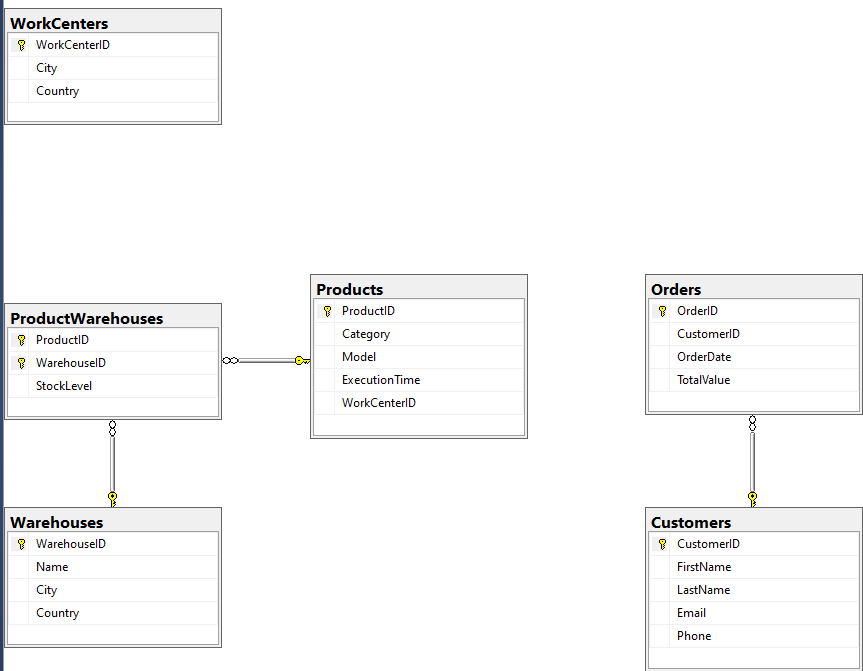 WorkCenters
WorkCenterID
City
Country
ProductWarehouses
ProductID
WarehouseID
StockLevel
Products
ProductID
Category
Model
ExecutionTime
WorkCenterID
Orders
OrderID
CustomerID
OrderDate
TotalValue
Warehouses
WarehouseID
Name
City
Country
Customers
CustomerID
FirstName
LastName
Email
Phone